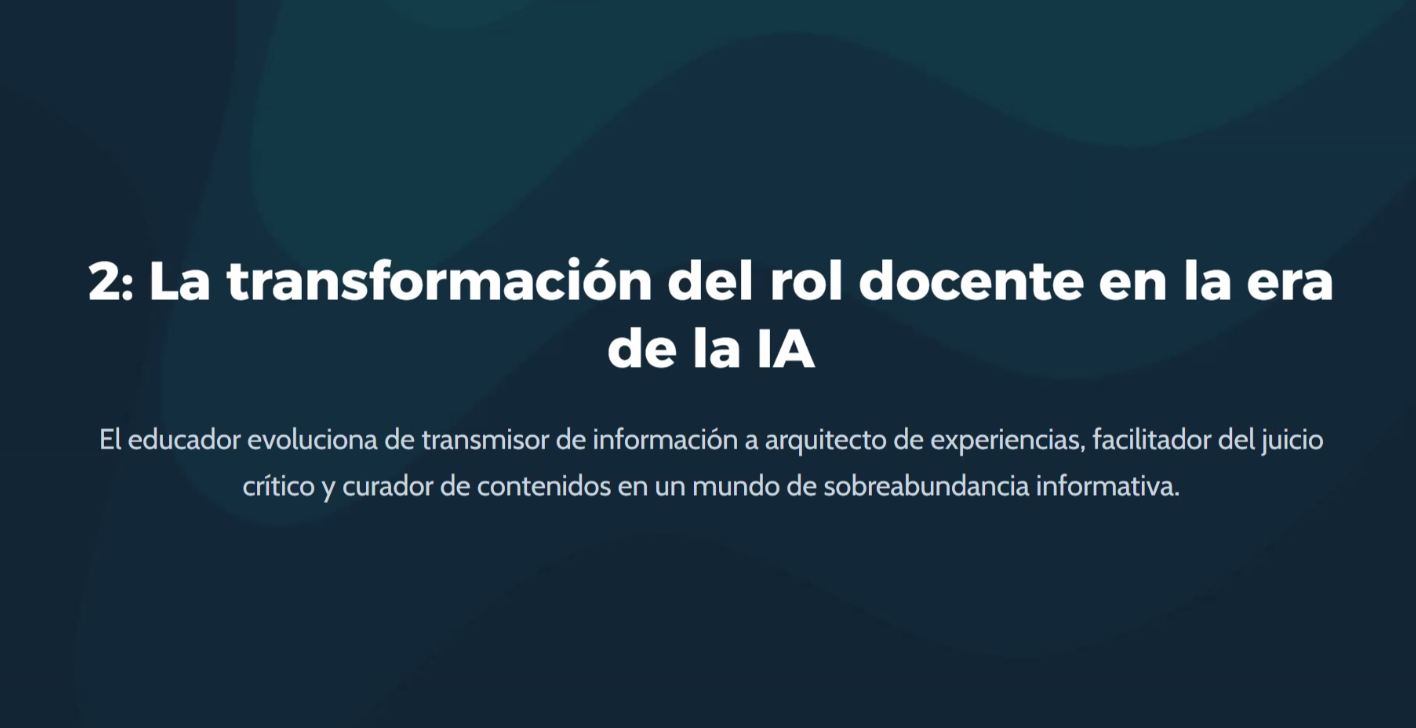 2: La transformación del rol docente en la era
de la IA
El educador evoluciona de transmisor de información a arquitecto de experiencias, facilitador del juicio
crítico y curador de contenidos en un mundo de sobreabundancia informativa.